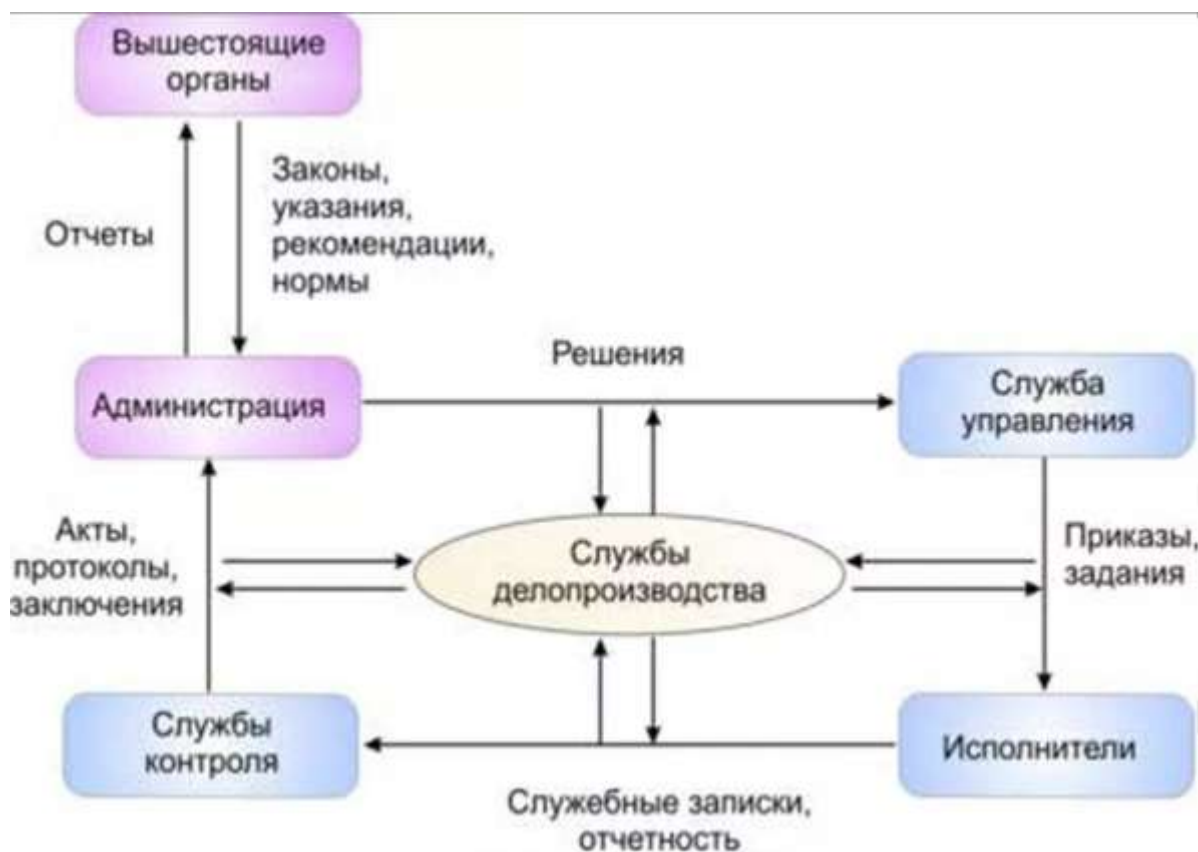 Вышестоящие
органы
Отчеты
Законы,
указания,
рекомендации,
нормы
Решения
Администрация
Служба
управления
Акты,
протоколы,
заключения
Службы
делопроизводства
Приказы,
задания
Службы
контроля
Исполнители
Служебные записки,
отчетность